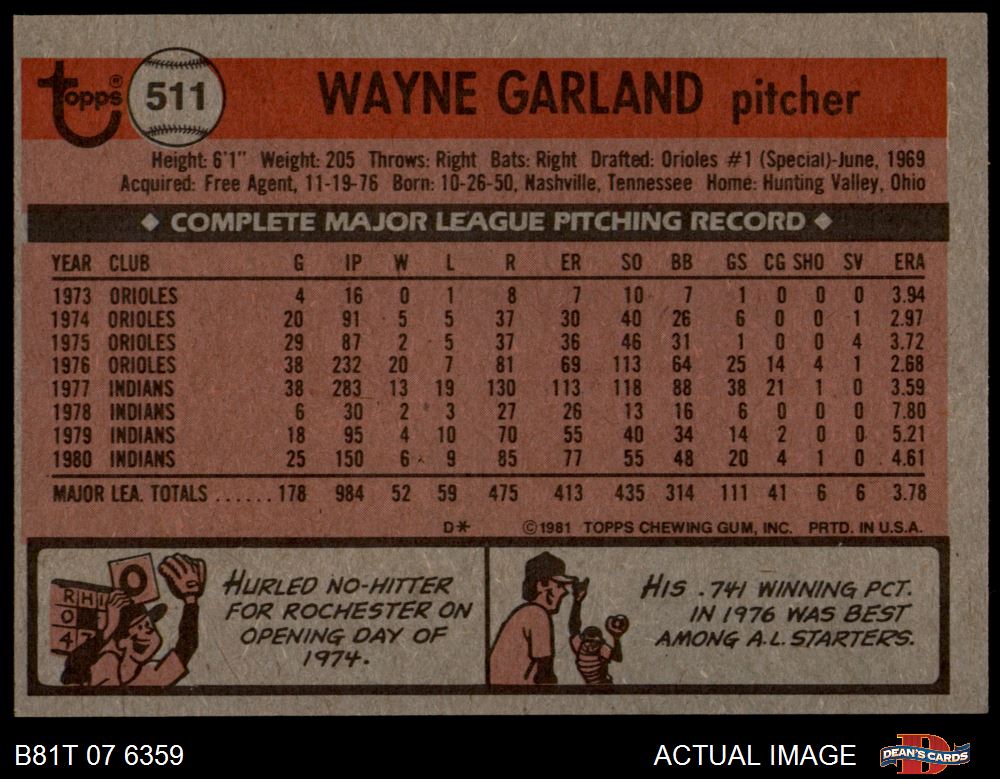 Topps® 511 WAYNE GARLAND pitcher
Height: 6'1" Weight: 205 Throws: Right Bats: Right Drafted: Orioles #1 (Special)-June, 1969
Acquired: Free Agent, 11-19-76 Born: 10-26-50, Nashville, Tennessee Home: Hunting Valley, Ohio
◆ COMPLETE MAJOR LEAGUE PITCHING RECORD ◆
YEAR CLUB G IP W L R ER SO BB GS CG SHO SV ERA
1973 ORIOLES 4 16 0 1 8 7 10 7 1 0 0 0 3.94
1974 ORIOLES 20 91 5 5 37 30 40 26 6 0 0 1 2.97
1975 ORIOLES 29 87 2 5 37 36 46 31 1 0 0 4 3.72
1976 ORIOLES 38 232 20 7 81 69 113 64 25 14 4 1 2.68
1977 INDIANS 38 283 13 19 130 113 118 88 38 21 1 0 3.59
1978 INDIANS 6 30 2 3 27 26 13 16 6 0 0 0 7.80
1979 INDIANS 18 95 4 10 70 55 40 34 14 2 0 0 5.21
1980 INDIANS 25 150 6 9 85 77 55 48 20 4 1 0 4.61
MAJOR LEA. TOTALS ...... 178 984 52 59 475 413 435 314 111 41 6 6 3.78
D* ©1981 TOPPS CHEWING GUM, INC. PRTD. IN U.S.A.
R H
0 0
0
4
HURLED NO-HITTER
FOR ROCHESTER ON
OPENING DAY OF
1974.
HIS .741 WINNING PCT.
IN 1976 WAS BEST
AMONG A.L. STARTERS.
B81T 07 6359 ACTUAL IMAGE DEAN'S CARDS